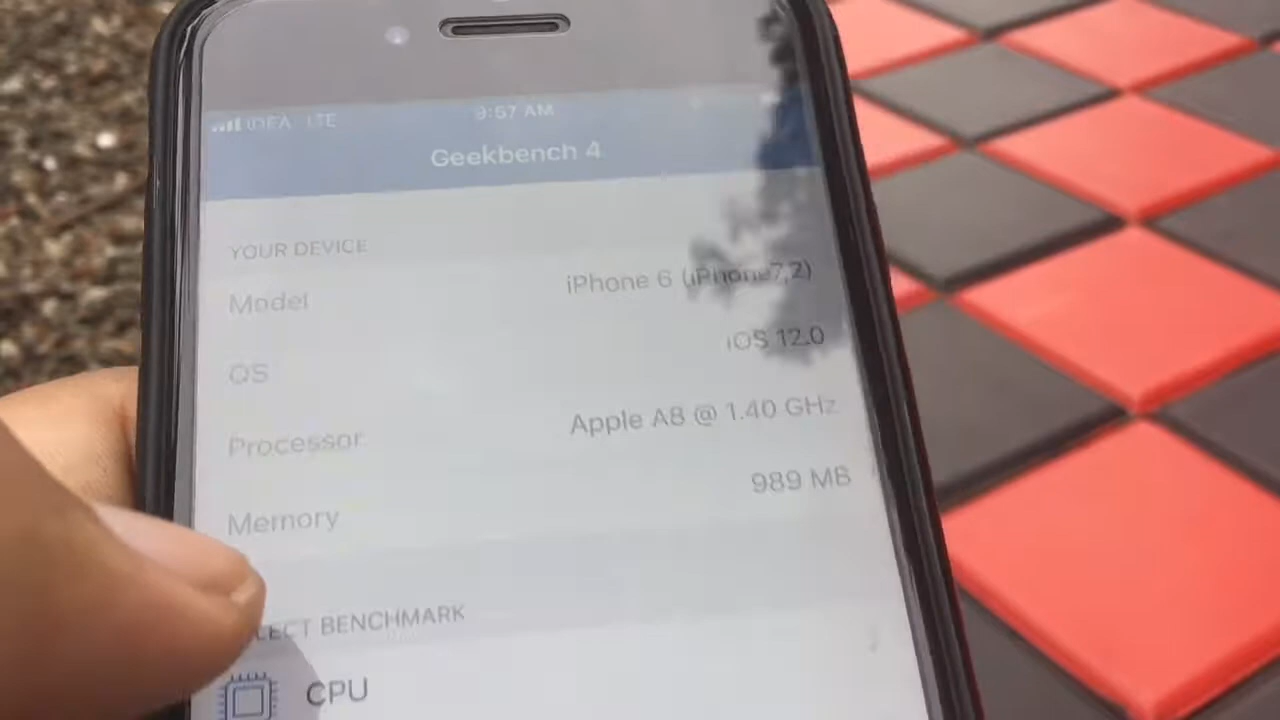 IDEA LTE 9:57 AM
Geekbench 4
YOUR DEVICE
Model iPhone 6 (iPhone7,2)
OS iOS 12.0
Processor Apple A8 @ 1.40 GHz
Memory 989 MB
LECT BENCHMARK
CPU